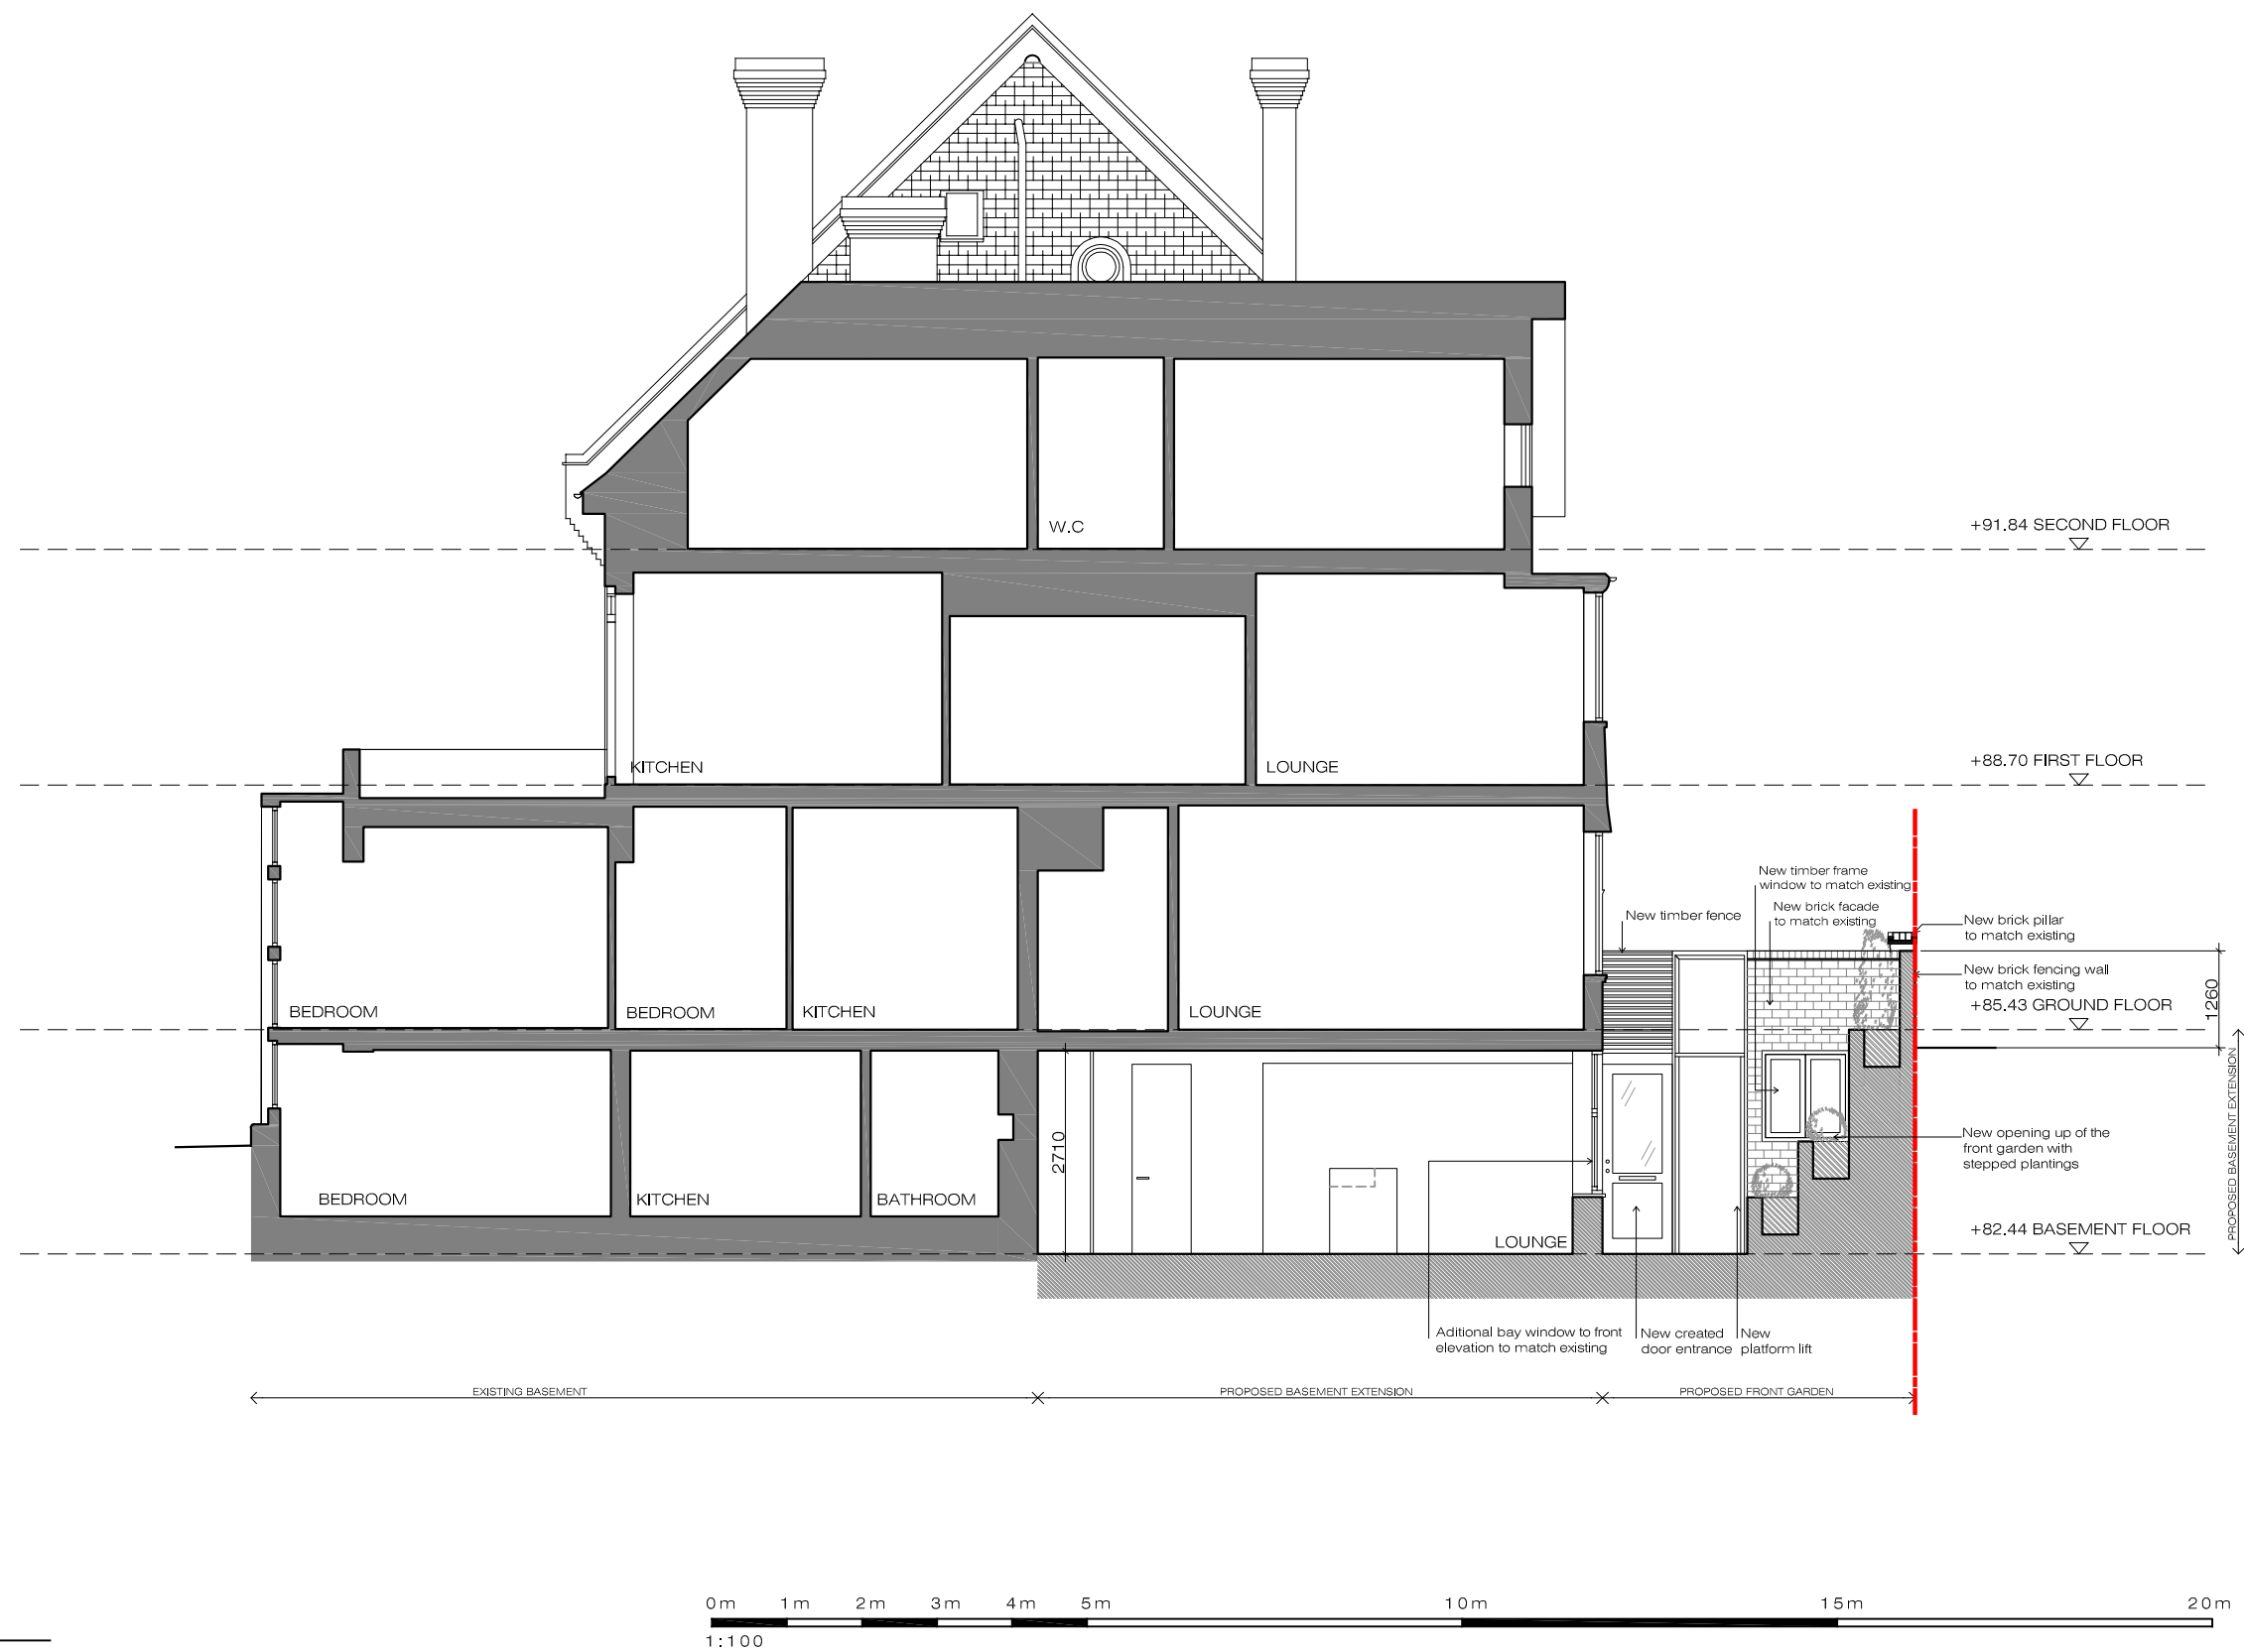 W.C
+91.84 SECOND FLOOR
KITCHEN
LOUNGE
+88.70 FIRST FLOOR
New timber frame
window to match existing
New brick facade
to match existing
New timber fence
New brick pillar
to match existing
New brick fencing wall
to match existing
BEDROOM
BEDROOM
KITCHEN
LOUNGE
+85.43 GROUND FLOOR
1260
PROPOSED BASEMENT EXTENSION
2710
New opening up of the
front garden with
stepped plantings
BEDROOM
KITCHEN
BATHROOM
LOUNGE
+82.44 BASEMENT FLOOR
Aditional bay window to front
elevation to match existing
New created
door entrance
New
platform lift
EXISTING BASEMENT
PROPOSED BASEMENT EXTENSION
PROPOSED FRONT GARDEN
0m 1m 2m 3m 4m 5m 10m 15m 20m
1:100